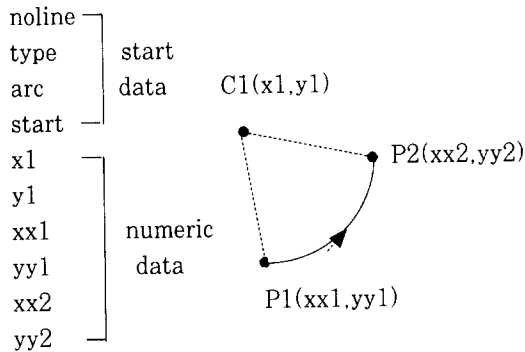 noline
type
arc
start
start
data
x1
y1
xx1
yy1
xx2
yy2
numeric
data
C1(x1,y1)
P2(xx2,yy2)
P1(xx1,yy1)